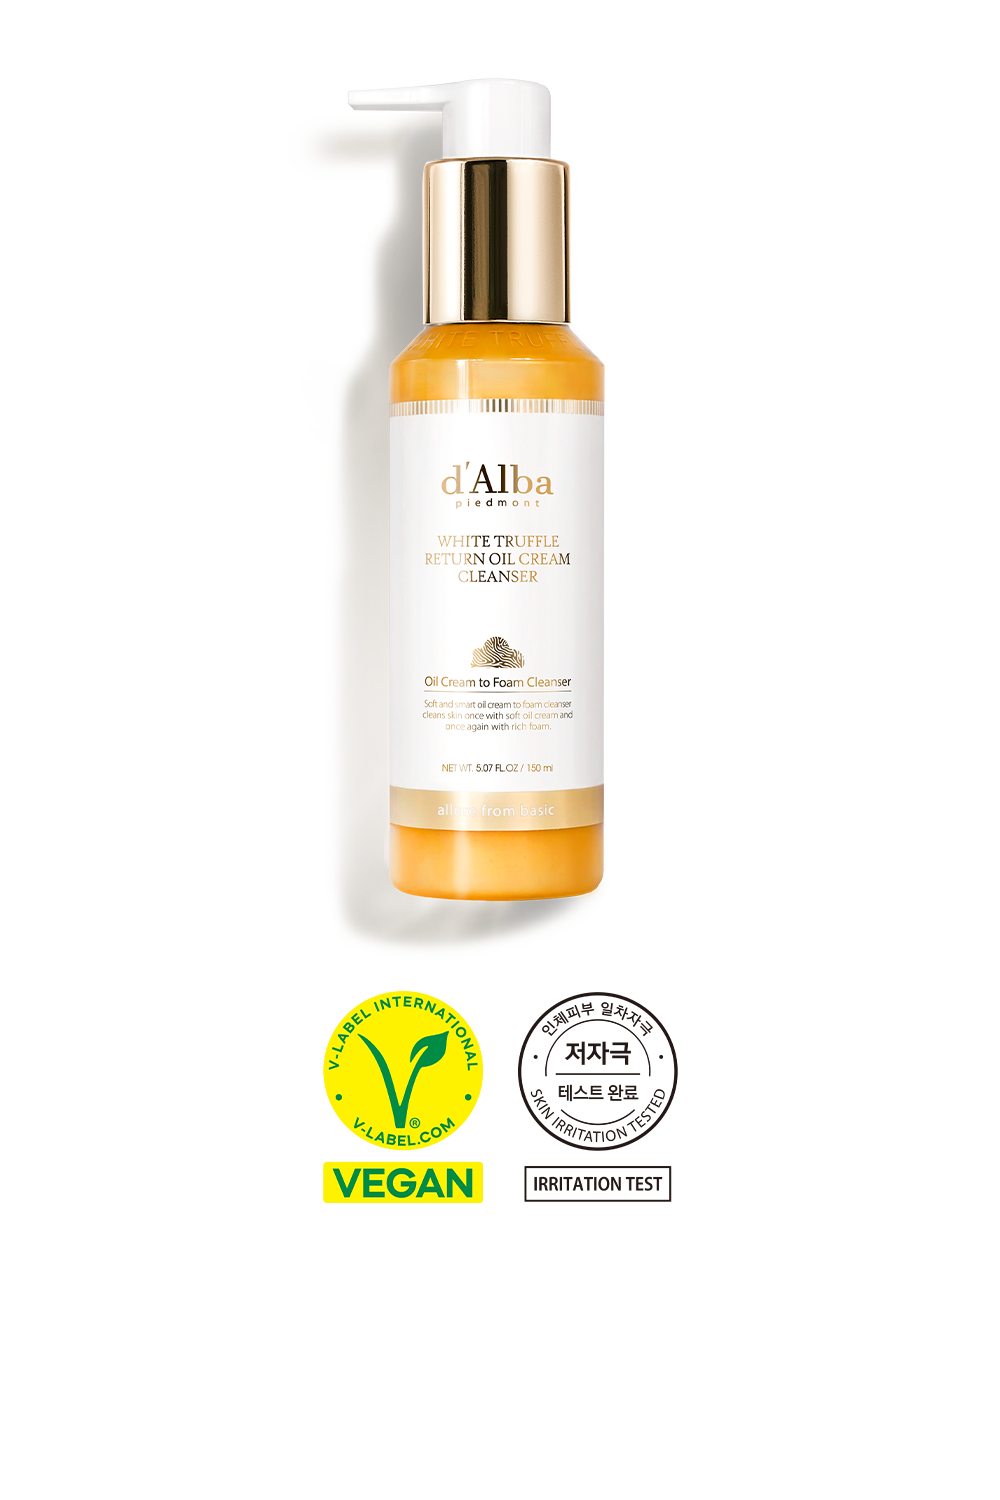 WHITE TRUFFLE
d'Alba
piedmont
WHITE TRUFFLE
RETURN OIL CREAM
CLEANSER
Oil Cream to Foam Cleanser
Soft and smart oil cream to foam cleanser
cleans skin once with soft oil cream and
once again with rich foam.
NET WT. 5.07 FL.OZ / 150 ml
allure from basic
V-LABEL INTERNATIONAL
V®
V-LABEL.COM
VEGAN
인체피부 일차자극
저자극
테스트 완료
SKIN IRRITATION TESTED
IRRITATION TEST